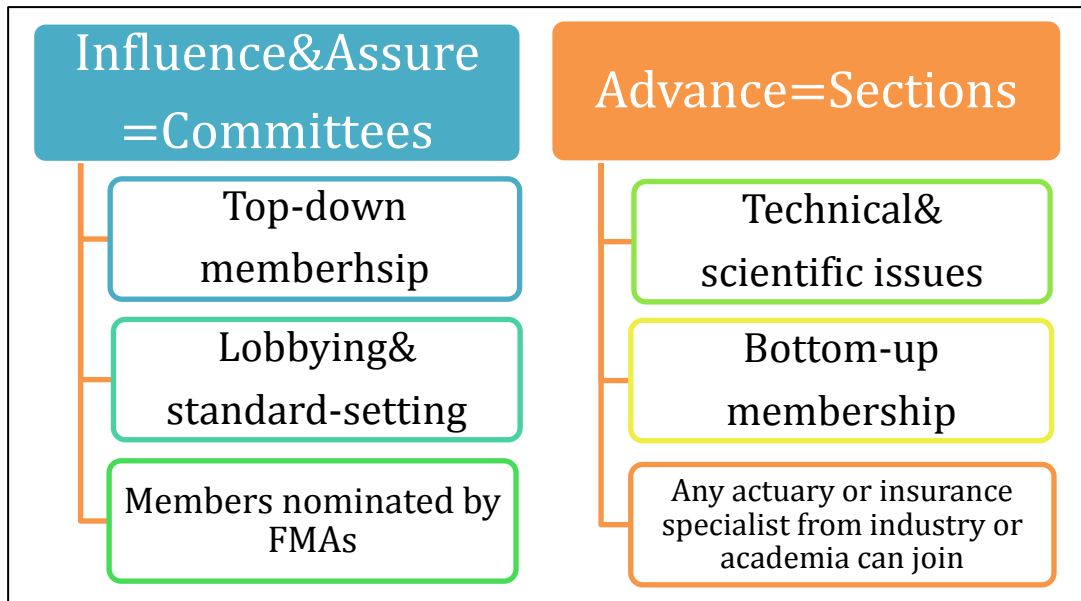 Influence&Assure
=Committees
Top-down
memberhsip
Lobbying&
standard-setting
Members nominated by
FMAs
Advance=Sections
Technical&
scientific issues
Bottom-up
membership
Any actuary or insurance
specialist from industry or
academia can join